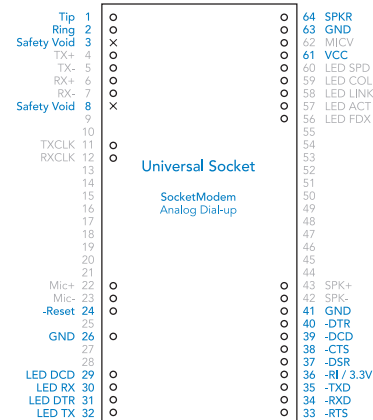 Tip 1 64 SPKR
Ring 2 63 GND
Safety Void 3 62 MICV
TX+ 4 61 VCC
TX- 5 60 LED SPD
RX+ 6 59 LED COL
RX- 7 58 LED LINK
Safety Void 8 57 LED ACT
9 56 LED FDX
10 55
TXCLK 11 54
RXCLK 12 53
13 Universal Socket 52
14 51
15 SocketModem 50
16 Analog Dial-up 49
17 48
18 47
19 46
20 45
21 44
Mic+ 22 43 SPK+
Mic- 23 42 SPK-
-Reset 24 41 GND
25 40 -DTR
GND 26 39 -DCD
27 38 -CTS
28 37 -DSR
LED DCD 29 36 -RI / 3.3V
LED RX 30 35 -TXD
LED DTR 31 34 -RXD
LED TX 32 33 -RTS